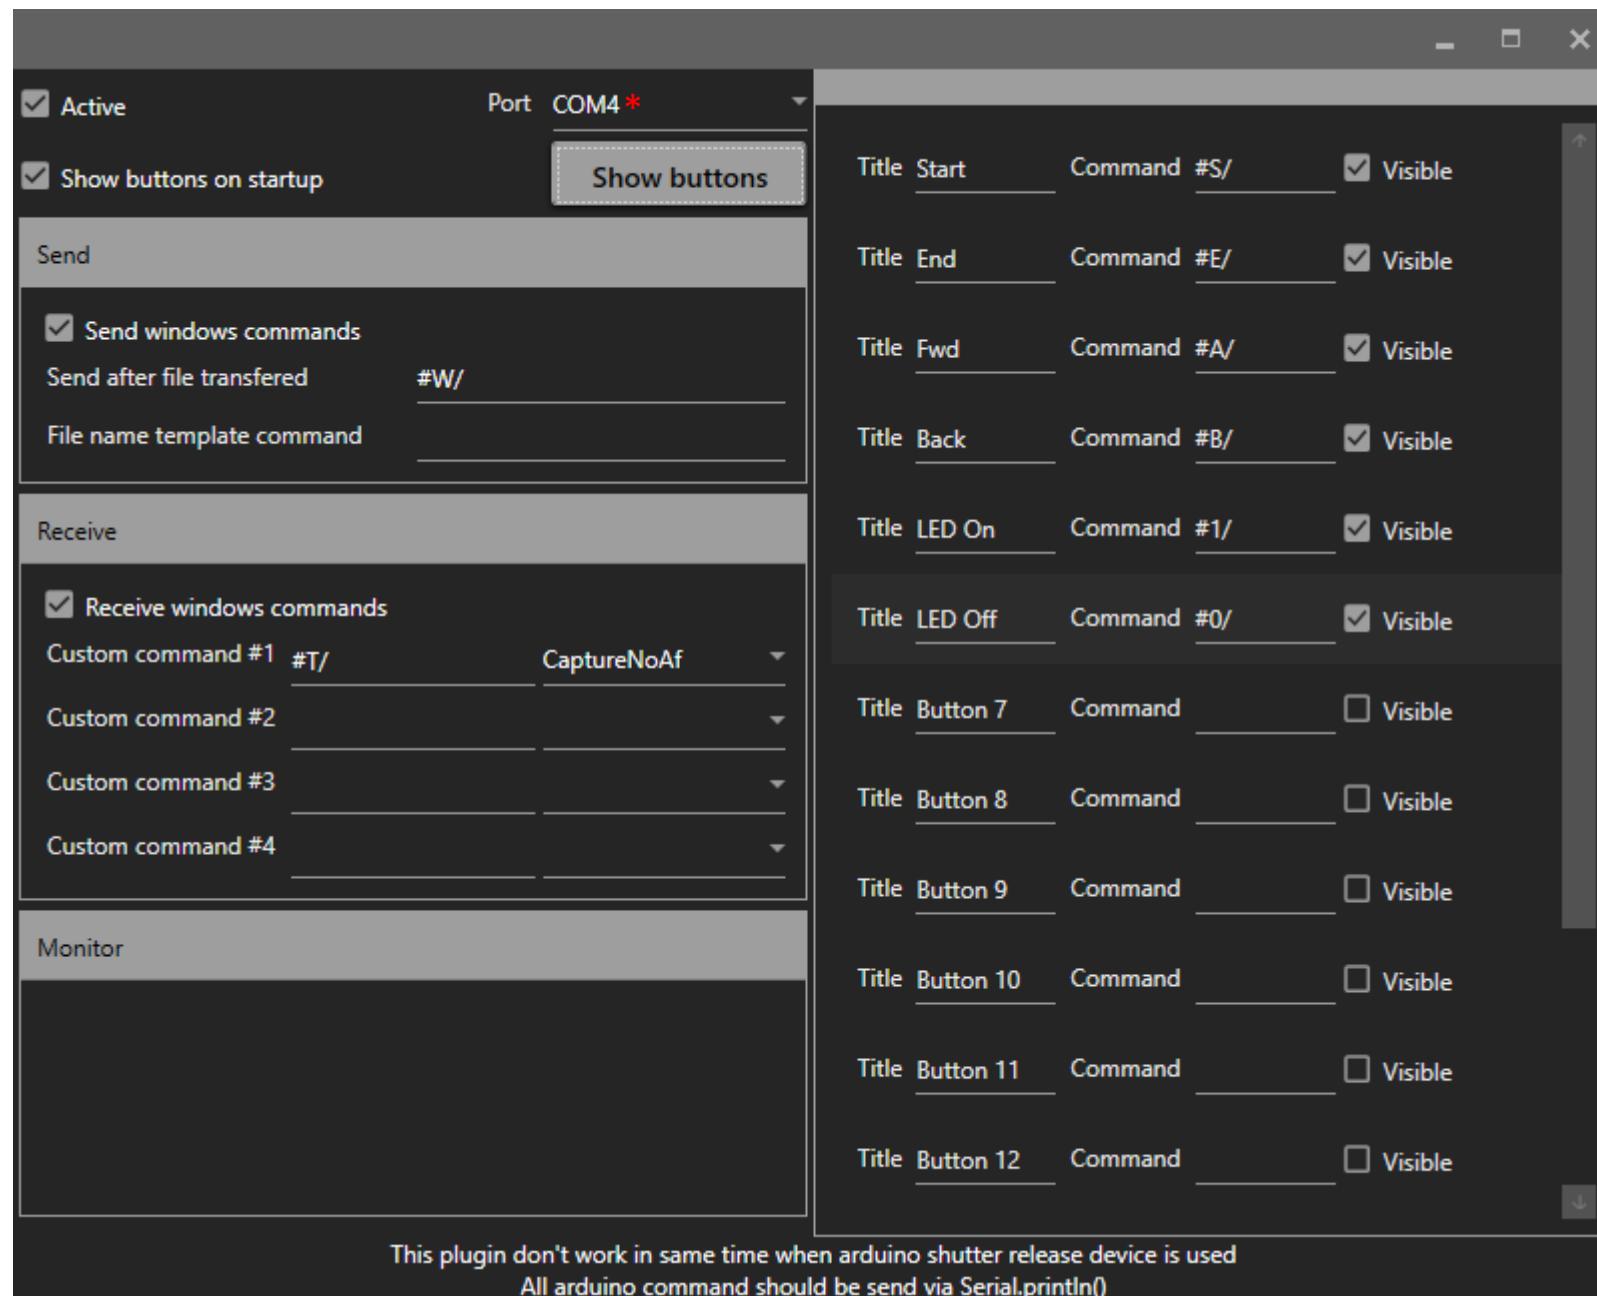 Active
Port COM4 *
Show buttons on startup
Show buttons
Send
Send windows commands
Send after file transfered #W/
File name template command
Receive
Receive windows commands
Custom command #1 #T/ CaptureNoAf
Custom command #2
Custom command #3
Custom command #4
Monitor
Title Start Command #S/ Visible
Title End Command #E/ Visible
Title Fwd Command #A/ Visible
Title Back Command #B/ Visible
Title LED On Command #1/ Visible
Title LED Off Command #0/ Visible
Title Button 7 Command Visible
Title Button 8 Command Visible
Title Button 9 Command Visible
Title Button 10 Command Visible
Title Button 11 Command Visible
Title Button 12 Command Visible
This plugin don't work in same time when arduino shutter release device is used
All arduino command should be send via Serial.println()